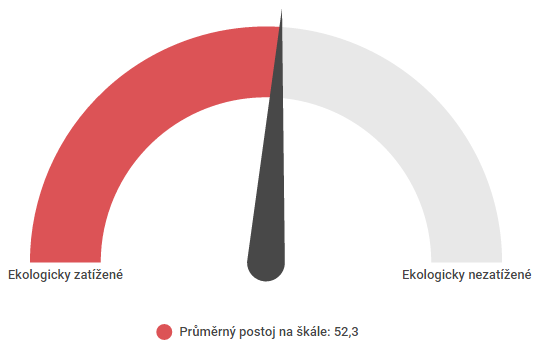 Ekologicky zatížené
Ekologicky nezatížené
Průměrný postoj na škále: 52,3